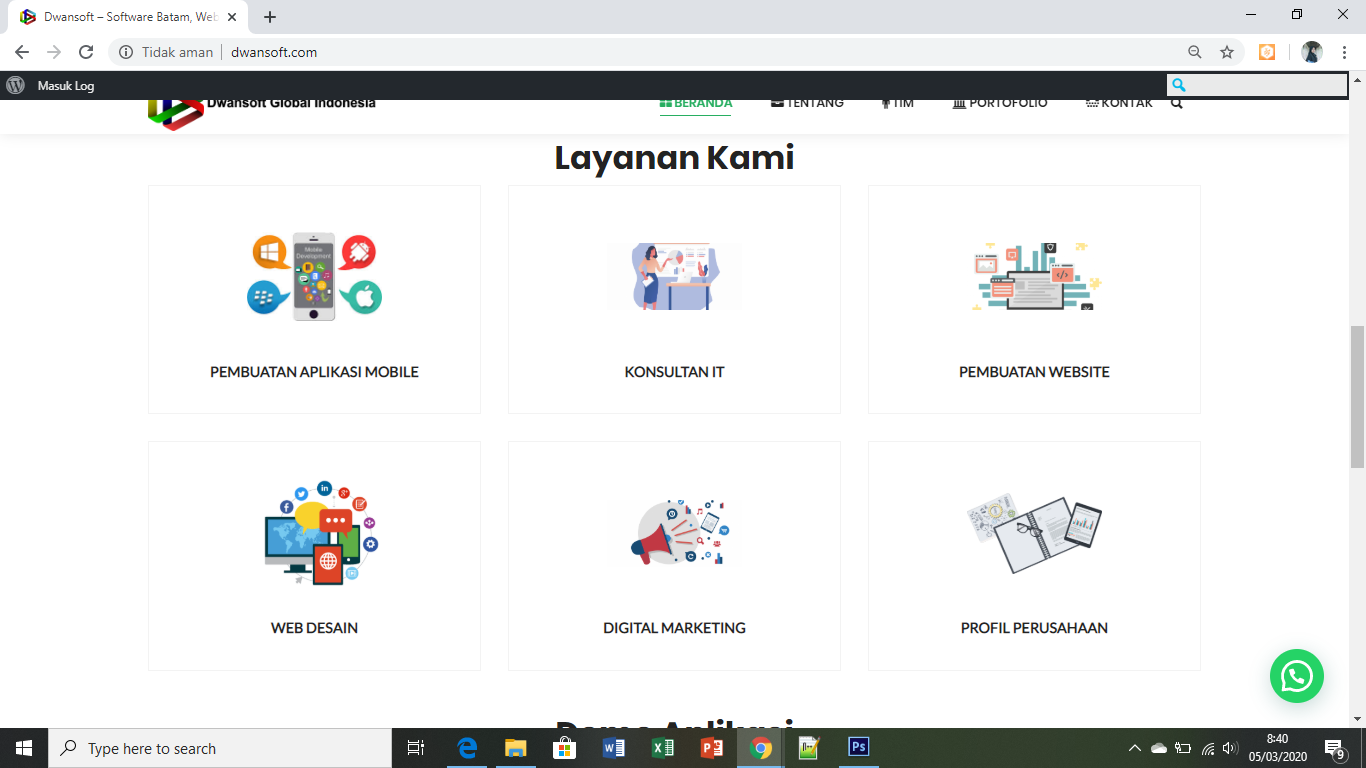 Dwansoft – Software Batam, Web
Tidak aman
dwansoft.com
Masuk Log
Dwansoft Global Indonesia
BERANDA
TENTANG
TIM
PORTOFOLIO
KONTAK
Layanan Kami
Mobile
Development
PEMBUATAN APLIKASI MOBILE
KONSULTAN IT
PEMBUATAN WEBSITE
WEB DESAIN
DIGITAL MARKETING
PROFIL PERUSAHAAN
Demo Aplikasi
Type here to search
8:40
05/03/2020
9